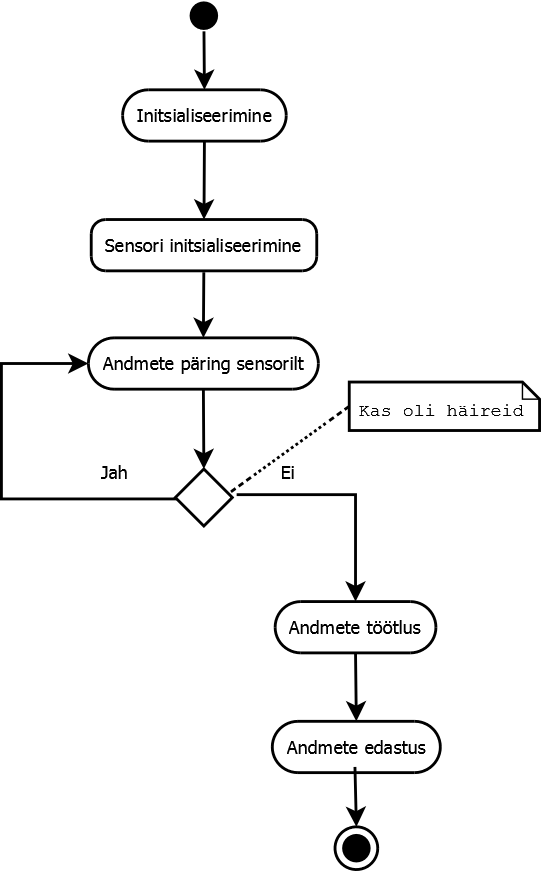 Initsialiseerimine
Sensori initsialiseerimine
Andmete päring sensorilt
Kas oli häireid
Jah
Ei
Andmete töötlus
Andmete edastus